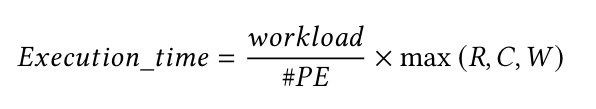 Execution_time = workload / #PE × max (R, C, W)